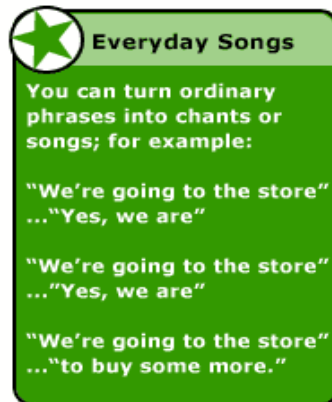 Everyday Songs
You can turn ordinary
phrases into chants or
songs; for example:
“We’re going to the store”
...“Yes, we are”
“We’re going to the store”
...”Yes, we are”
“We’re going to the store”
...“to buy some more.”